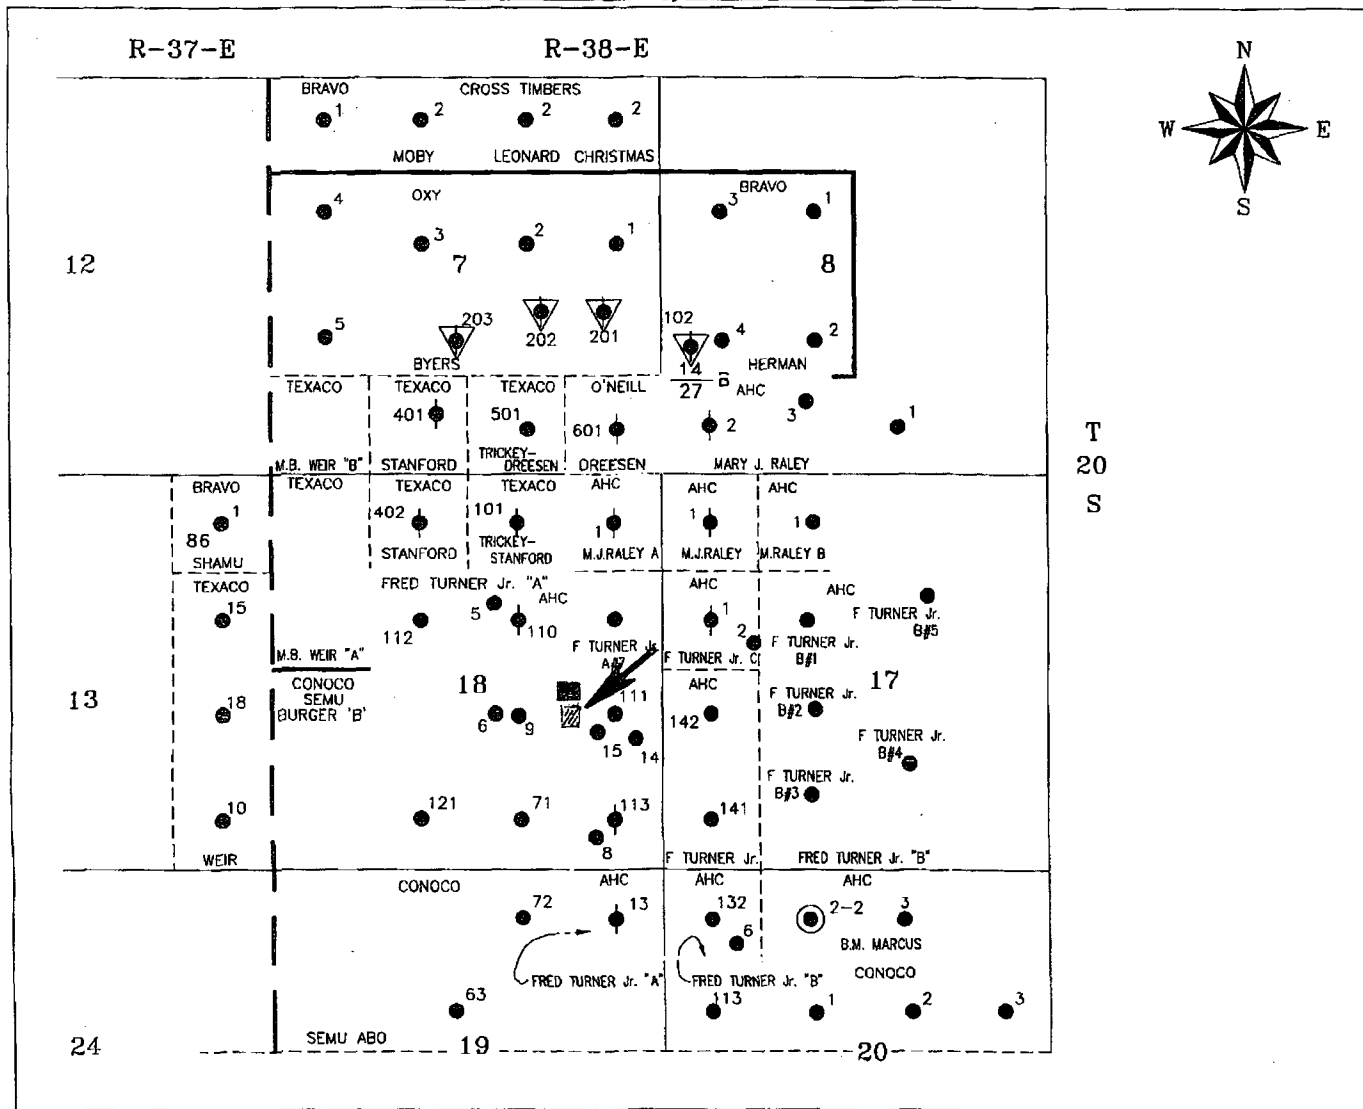 R-37-E R-38-E
N
W E
S
BRAVO CROSS TIMBERS
1 2 2 2
MOBY LEONARD CHRISTMAS
OXY BRAVO
4 3 1
3 2 1
12 7 8
203 202 201 102
5 4 2
BYERS HERMAN
14
27 B
TEXACO TEXACO TEXACO O'NEILL AHC
401 501 601 2 3 1
T
20
S
TRICKEY-
M.B. WEIR "B" STANFORD DREESEN DREESEN MARY J. RALEY
BRAVO TEXACO TEXACO TEXACO AHC AHC AHC
1 402 101 1 1 1
86
SHAMU STANFORD TRICKEY-
STANFORD M.J.RALEY A M.J.RALEY M.RALEY B
TEXACO FRED TURNER Jr. "A" AHC AHC
15 5 AHC 1 F TURNER Jr.
112 110 2 B#5
M.B. WEIR "A" F TURNER Jr.
A#7 F TURNER Jr. C F TURNER Jr.
B#1
CONOCO
SEMU
BURGER 'B'
13 18 17
18 6 9 111 AHC F TURNER Jr.
15 14 142 B#2
F TURNER Jr.
B#4
F TURNER Jr.
B#3
10 121 71 113 141
8
WEIR F TURNER Jr. FRED TURNER Jr. "B"
CONOCO AHC AHC AHC
72 13 132 2-2 3
6 B.M. MARCUS
FRED TURNER Jr. "A" FRED TURNER Jr. "B" CONOCO
63 113 1 2 3
SEMU ABO
24 19 20